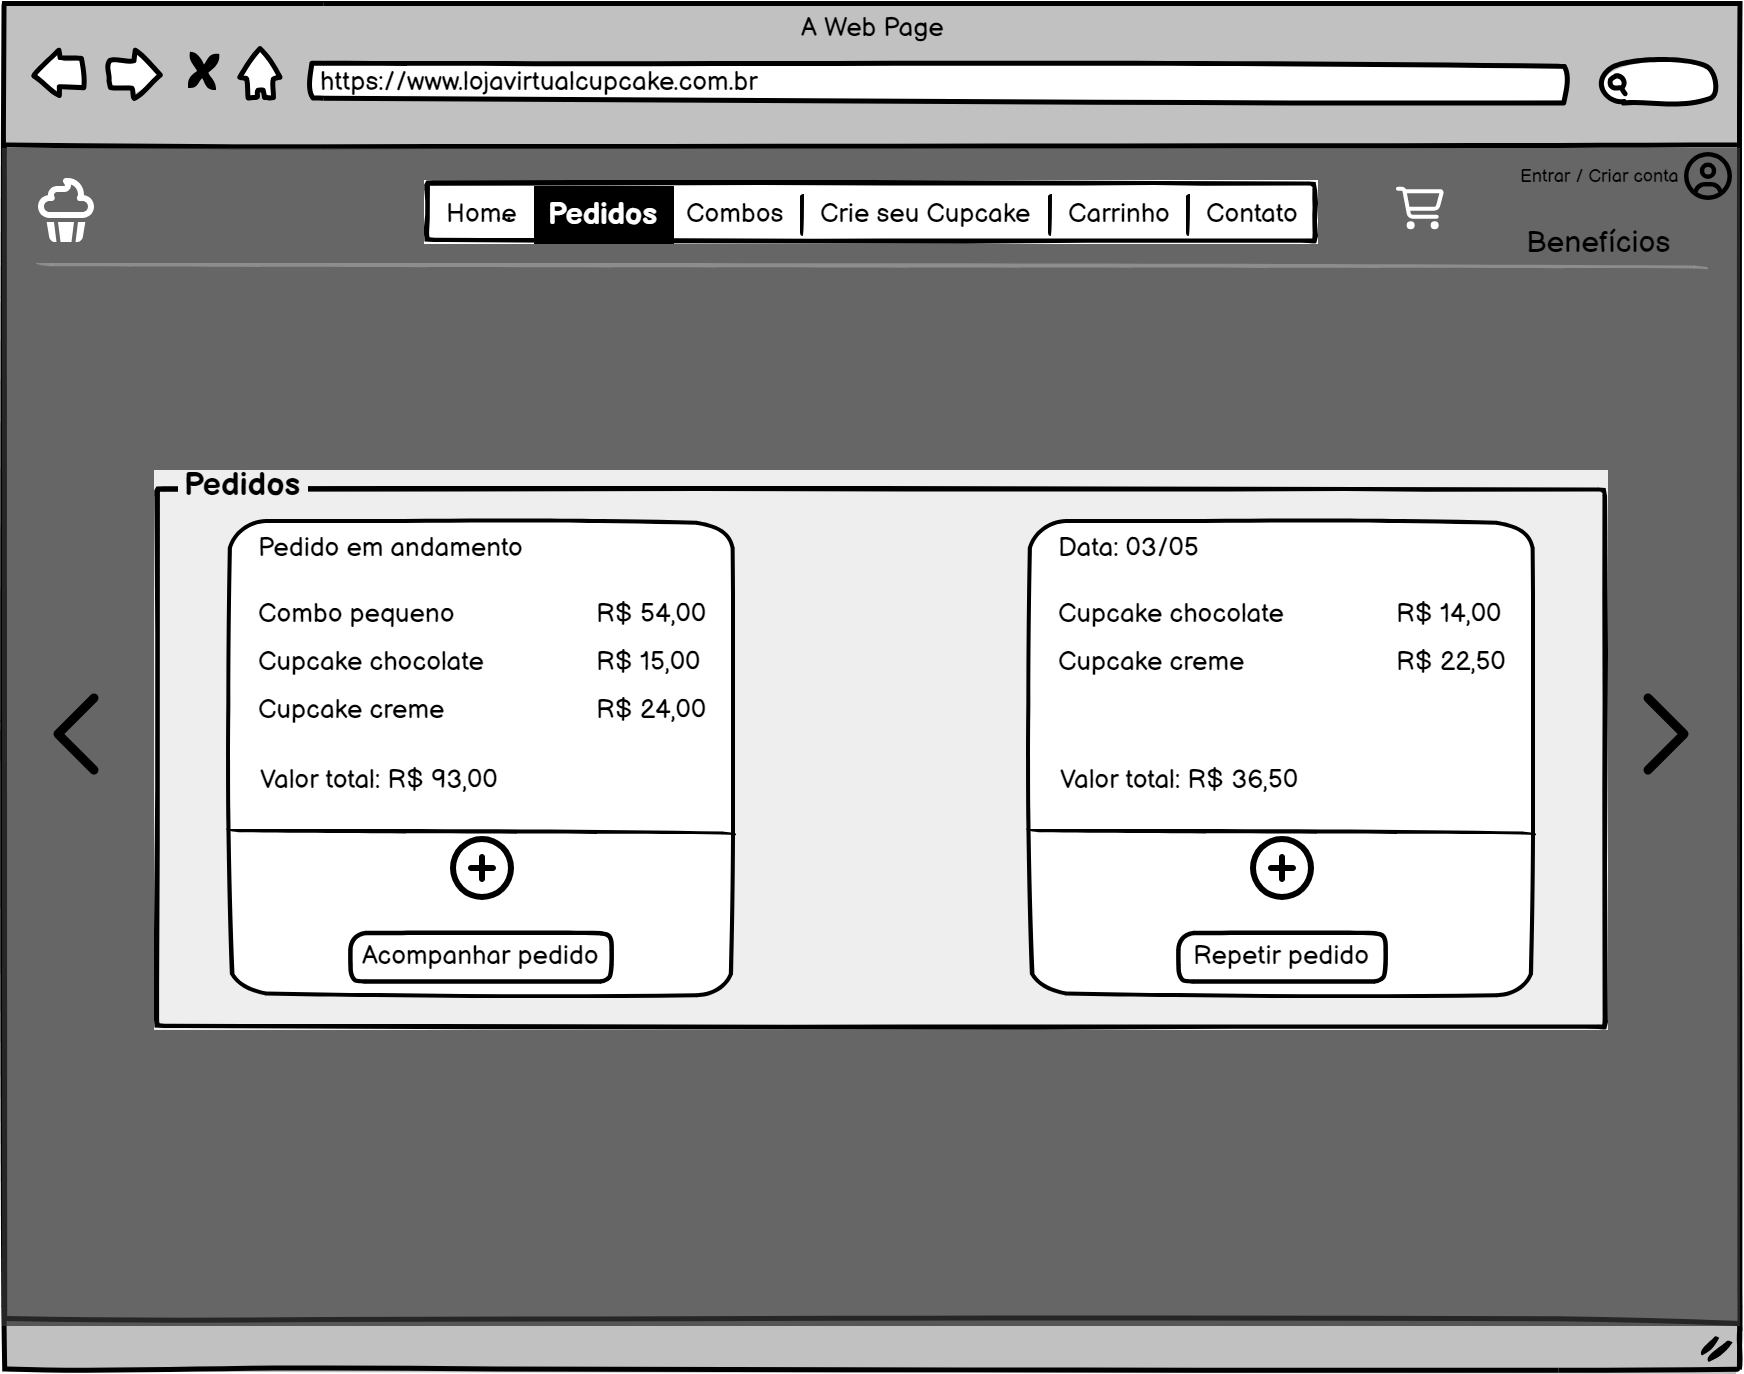 A Web Page
https://www.lojavirtualcupcake.com.br
Entrar / Criar conta
Home Pedidos Combos Crie seu Cupcake Carrinho Contato
Benefícios
Pedidos
Pedido em andamento
Combo pequeno R$ 54,00
Cupcake chocolate R$ 15,00
Cupcake creme R$ 24,00
Valor total: R$ 93,00
Acompanhar pedido
Data: 03/05
Cupcake chocolate R$ 14,00
Cupcake creme R$ 22,50
Valor total: R$ 36,50
Repetir pedido